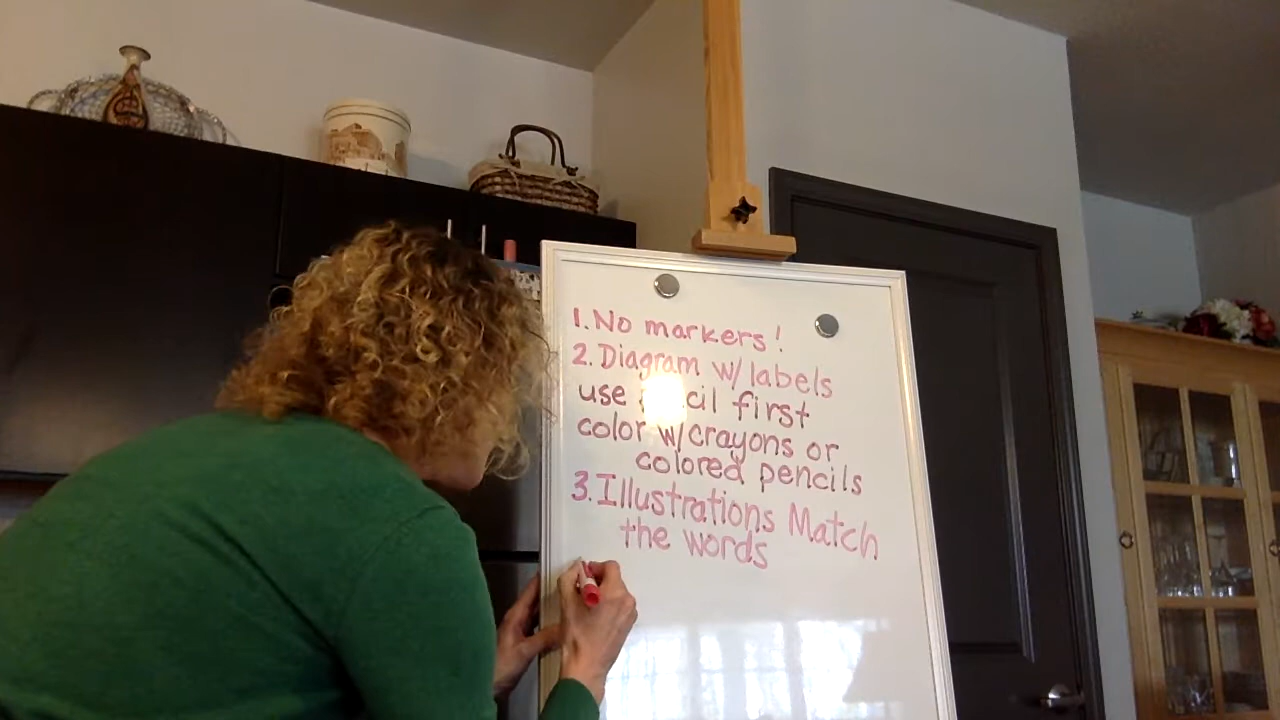 1. No markers!
2. Diagram w/ labels
use first
color w/crayons or
colored pencils
3. Illustrations Match
the words